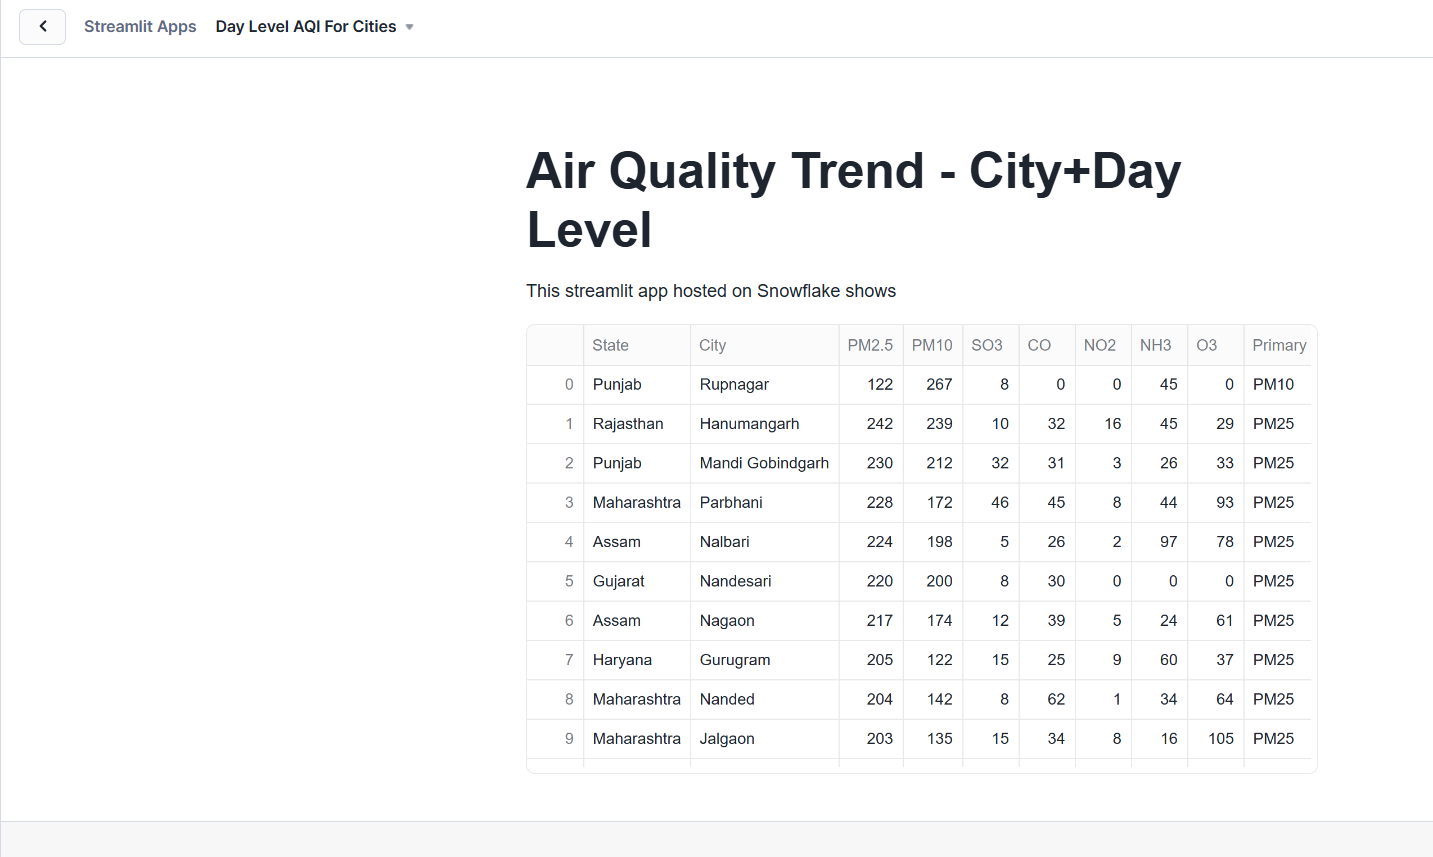 Streamlit Apps Day Level AQI For Cities
Air Quality Trend - City+Day
Level
This streamlit app hosted on Snowflake shows
State City PM2.5 PM10 SO3 CO NO2 NH3 O3 Primary
0 Punjab Rupnagar 122 267 8 0 0 45 0 PM10
1 Rajasthan Hanumangarh 242 239 10 32 16 45 29 PM25
2 Punjab Mandi Gobindgarh 230 212 32 31 3 26 33 PM25
3 Maharashtra Parbhani 228 172 46 45 8 44 93 PM25
4 Assam Nalbari 224 198 5 26 2 97 78 PM25
5 Gujarat Nandesari 220 200 8 30 0 0 0 PM25
6 Assam Nagaon 217 174 12 39 5 24 61 PM25
7 Haryana Gurugram 205 122 15 25 9 60 37 PM25
8 Maharashtra Nanded 204 142 8 62 1 34 64 PM25
9 Maharashtra Jalgaon 203 135 15 34 8 16 105 PM25